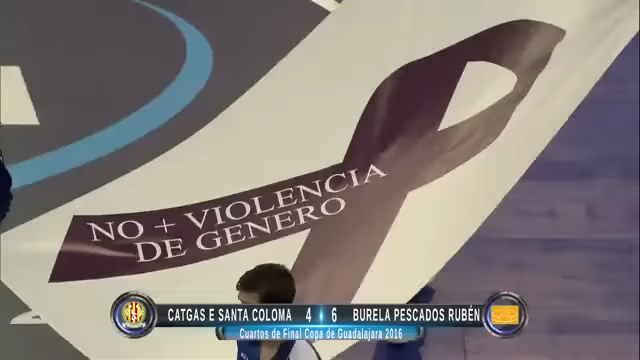 NO + VIOLENCIA
DE GENERO
CATGAS E SANTA COLOMA 4 6 BURELA PESCADOS RUBÉN
Cuartos de Final Copa de Guadalajara 2016